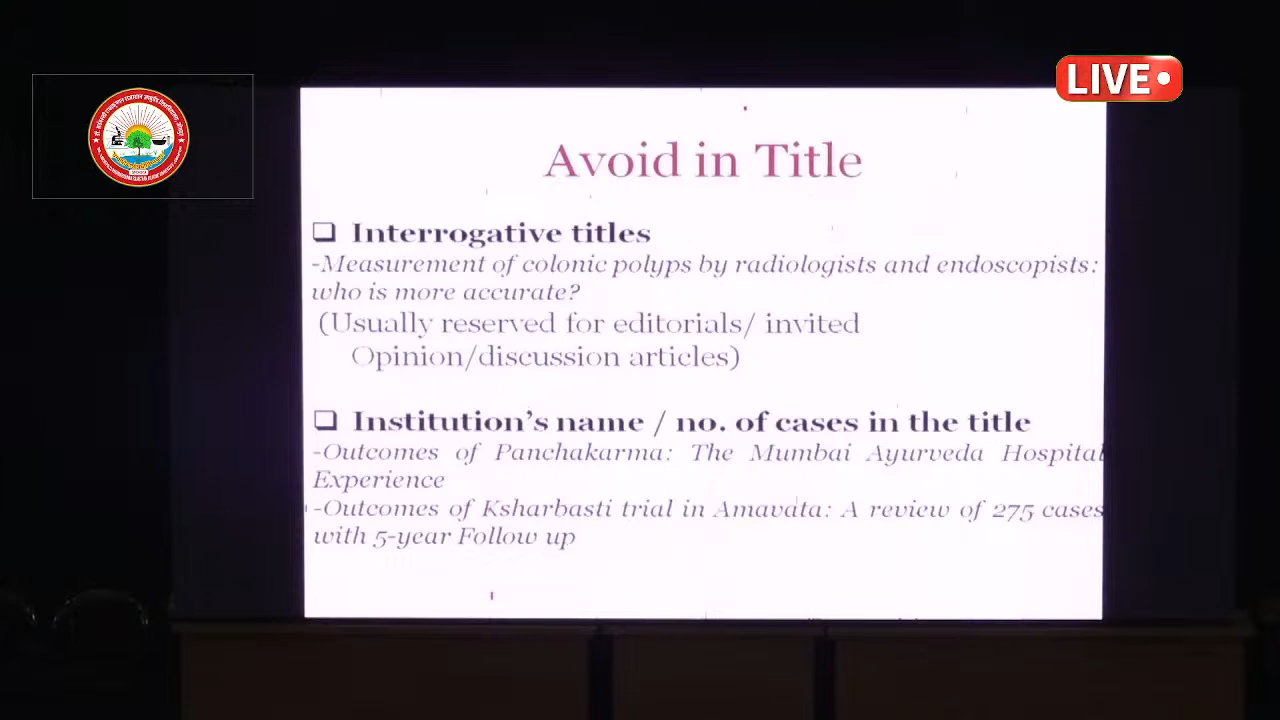 LIVE
Avoid in Title
❑ Interrogative titles
-Measurement of colonic polyps by radiologists and endoscopists:
who is more accurate?
(Usually reserved for editorials/ invited
Opinion/discussion articles)
❑ Institution's name / no. of cases in the title
-Outcomes of Panchakarma: The Mumbai Ayurveda Hospital
Experience
-Outcomes of Ksharbasti trial in Amavata: A review of 275 cases
with 5-year Follow up